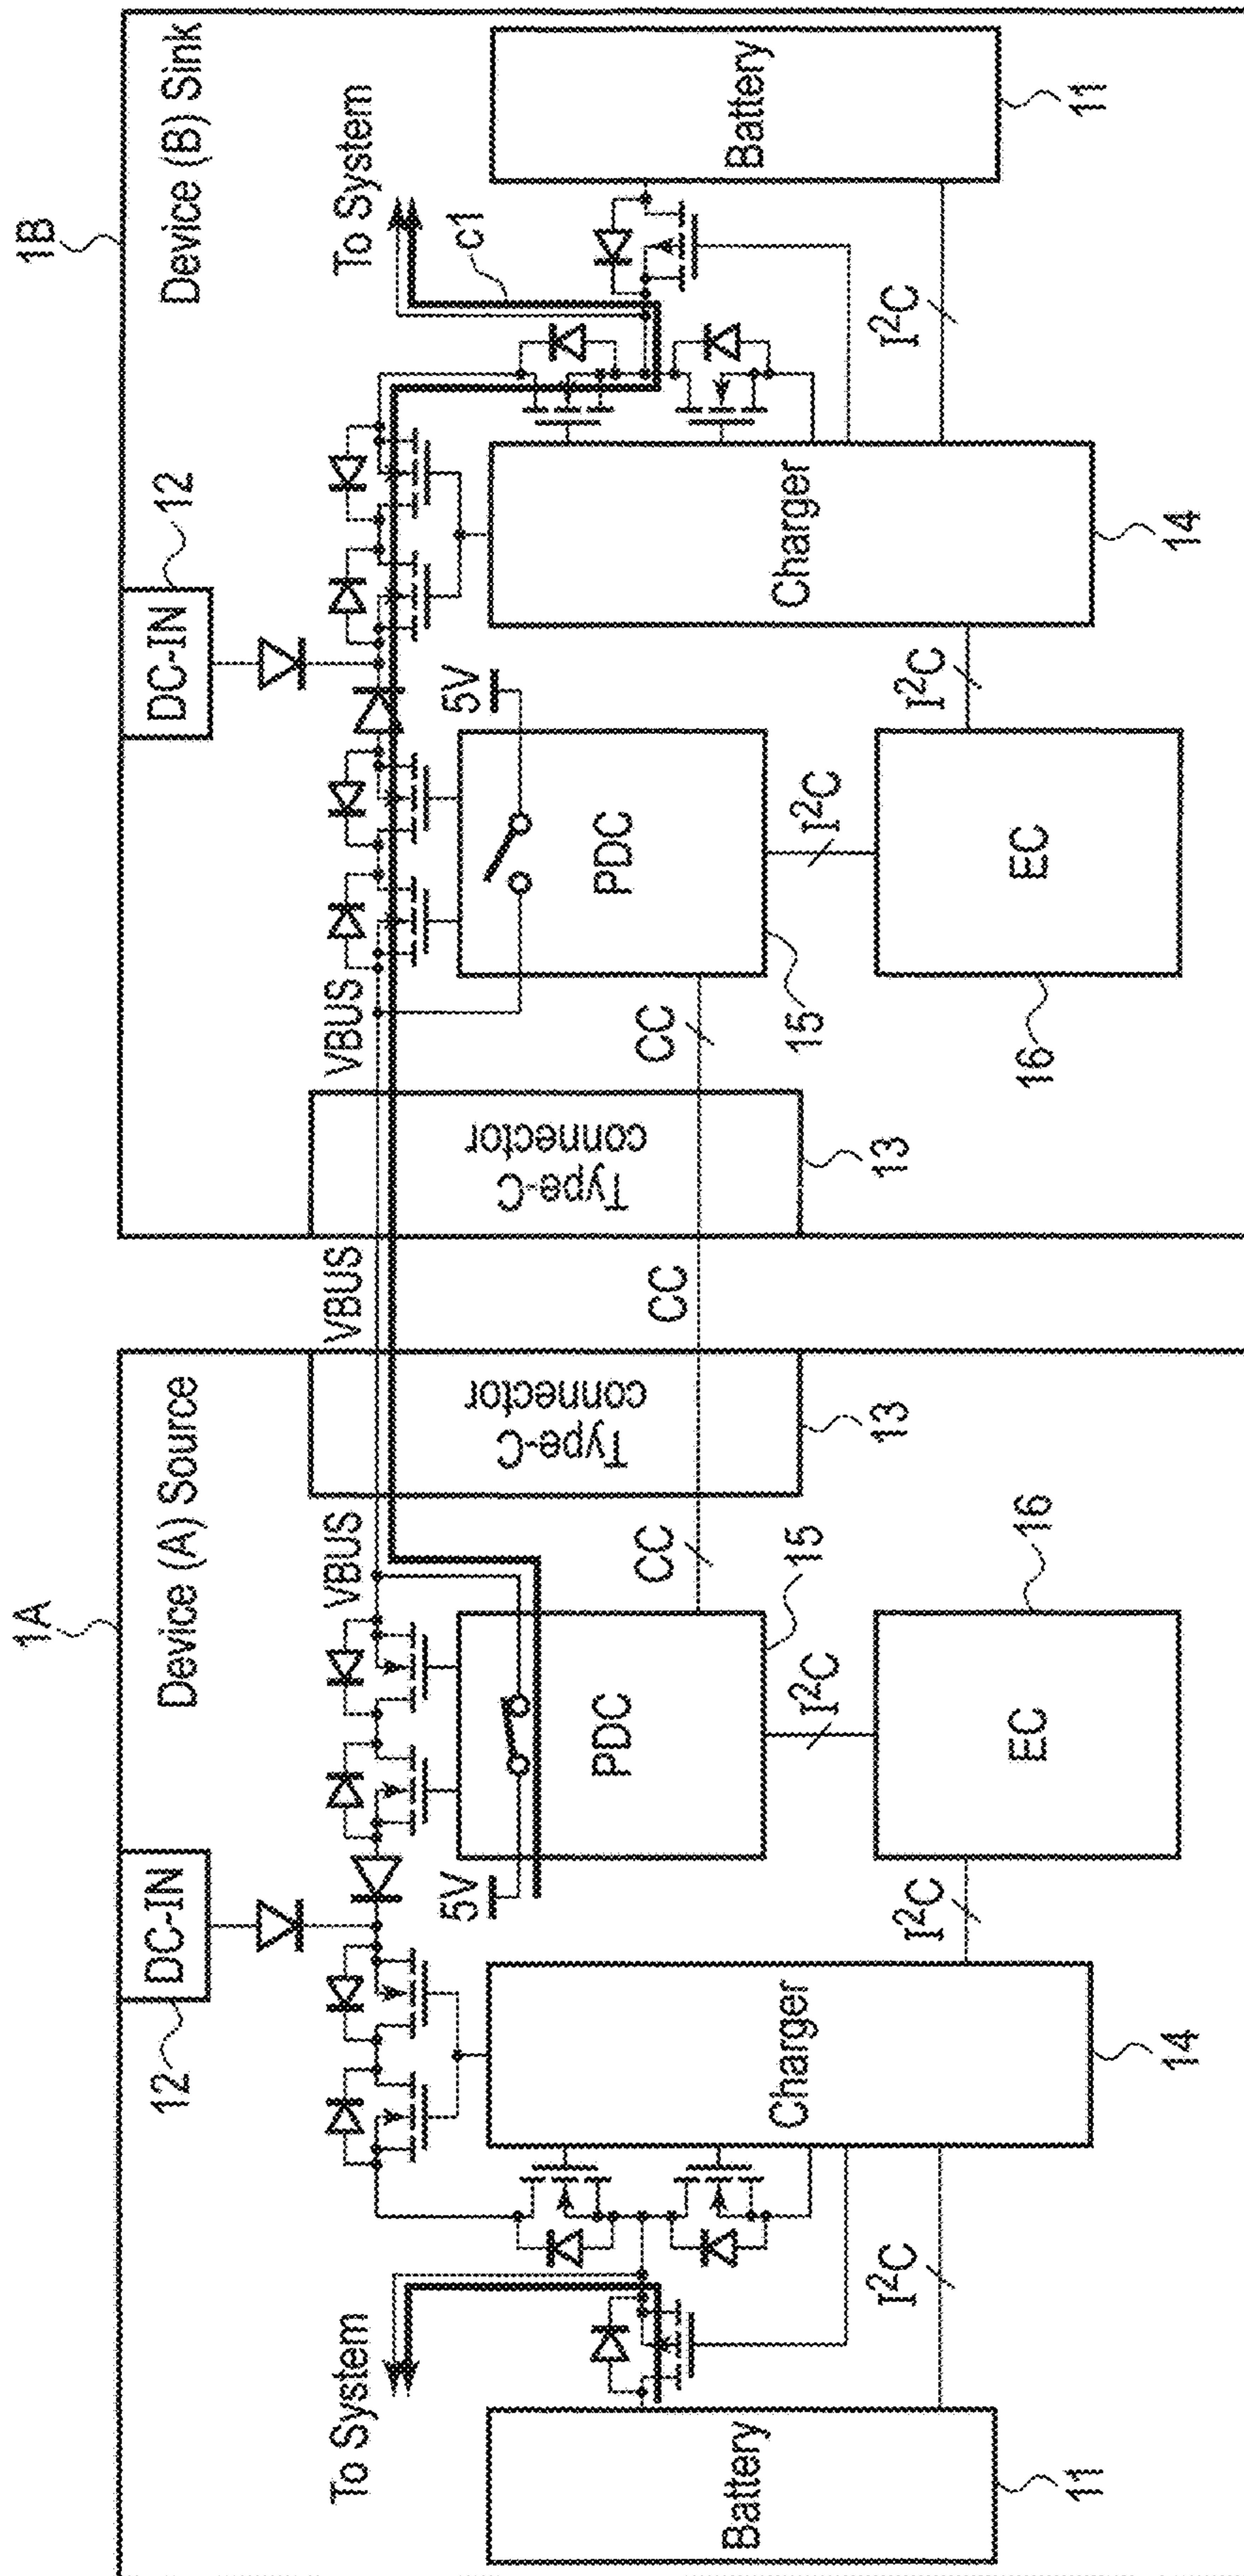 1A
Device (A) Source
DC-IN
12
VBUS
To System
5V
Battery
11
Charger
14
PDC
15
EC
16
I²C
I²C
I²C
CC
Type-C
connector
13
VBUS
CC
1B
Device (B) Sink
DC-IN
12
VBUS
To System
c1
5V
Type-C
connector
13
CC
PDC
15
EC
16
I²C
I²C
Charger
14
I²C
Battery
11